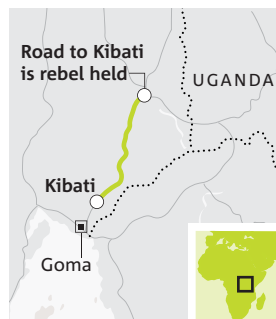 Road to Kibati
is rebel held
UGANDA
Kibati
Goma